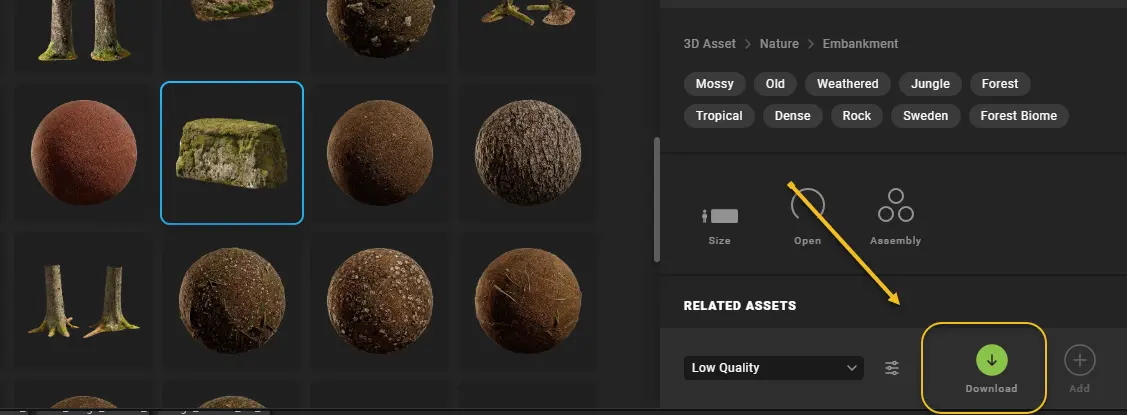 3D Asset > Nature > Embankment
Mossy Old Weathered Jungle Forest
Tropical Dense Rock Sweden Forest Biome
Size Open Assembly
RELATED ASSETS
Low Quality
Download Add